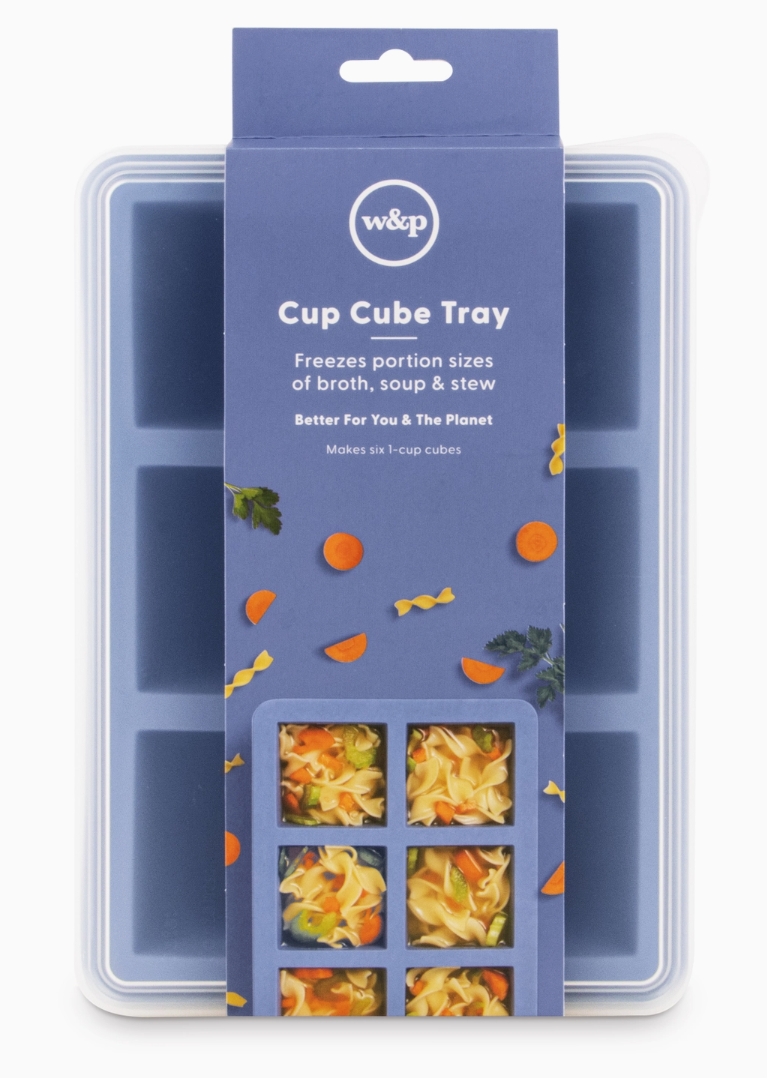 w&p
Cup Cube Tray
Freezes portion sizes
of broth, soup & stew
Better For You & The Planet
Makes six 1-cup cubes